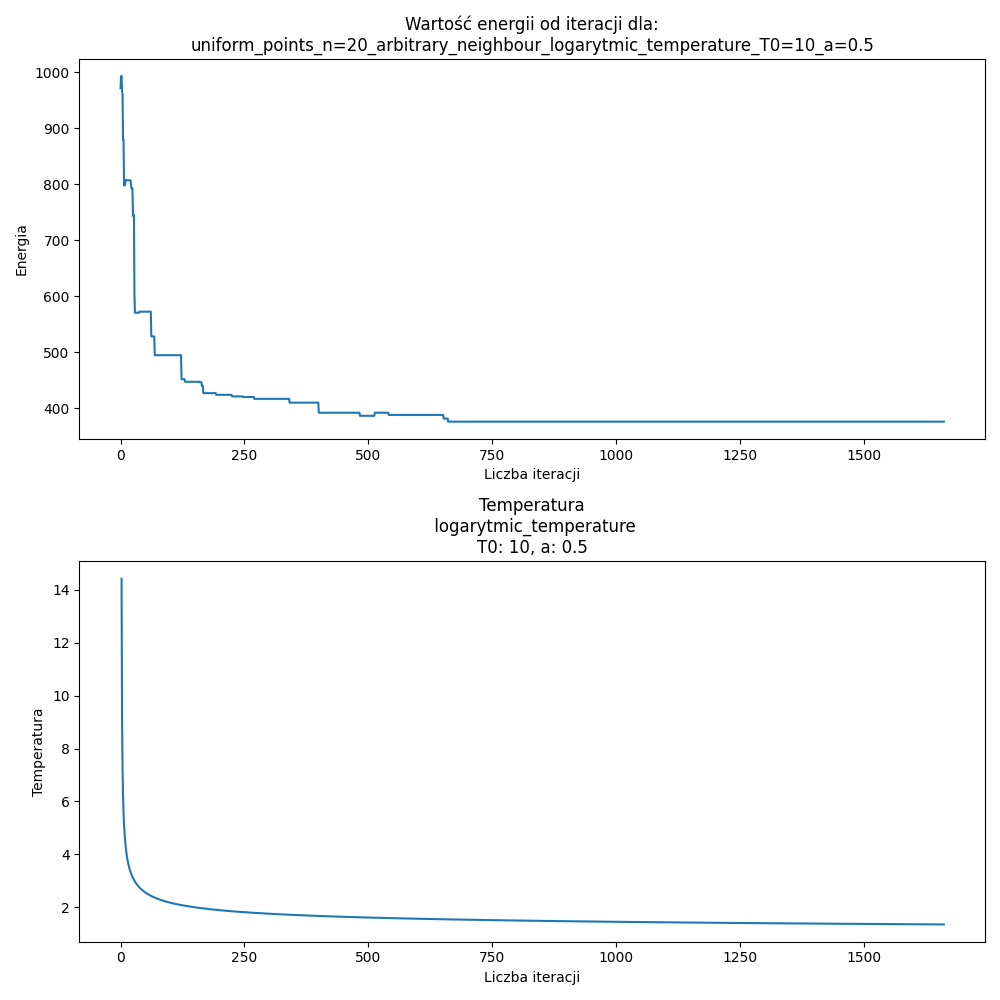 Wartość energii od iteracji dla:
uniform_points_n=20_arbitrary_neighbour_logarytmic_temperature_T0=10_a=0.5
1000
900
800
700
600
500
400
Energia
0 250 500 750 1000 1250 1500
Liczba iteracji
Temperatura
logarytmic_temperature
T0: 10, a: 0.5
14
12
10
8
6
4
2
Temperatura
0 250 500 750 1000 1250 1500
Liczba iteracji